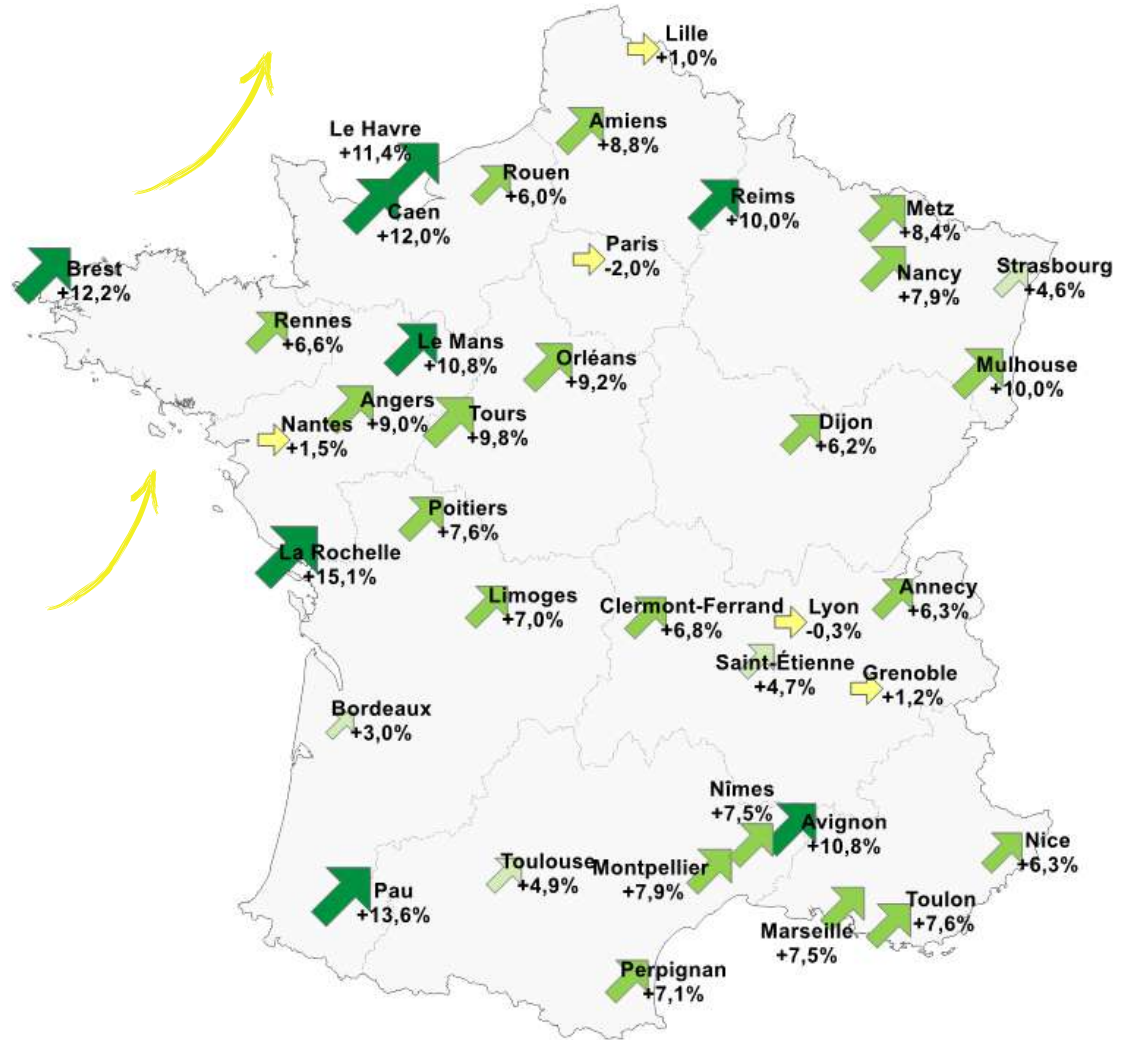 Lille
+1,0%
Amiens
+8,8%
Le Havre
+11,4%
Rouen
+6,0%
Caen
+12,0%
Reims
+10,0%
Metz
+8,4%
Paris
-2,0%
Nancy
+7,9%
Strasbourg
+4,6%
Brest
+12,2%
Rennes
+6,6%
Le Mans
+10,8%
Orléans
+9,2%
Mulhouse
+10,0%
Angers
+9,0%
Tours
+9,8%
Nantes
+1,5%
Dijon
+6,2%
Poitiers
+7,6%
La Rochelle
+15,1%
Limoges
+7,0%
Clermont-Ferrand
+6,8%
Lyon
-0,3%
Annecy
+6,3%
Saint-Étienne
+4,7%
Grenoble
+1,2%
Bordeaux
+3,0%
Nîmes
+7,5%
Avignon
+10,8%
Nice
+6,3%
Toulouse
+4,9%
Montpellier
+7,9%
Pau
+13,6%
Toulon
+7,6%
Marseille
+7,5%
Perpignan
+7,1%